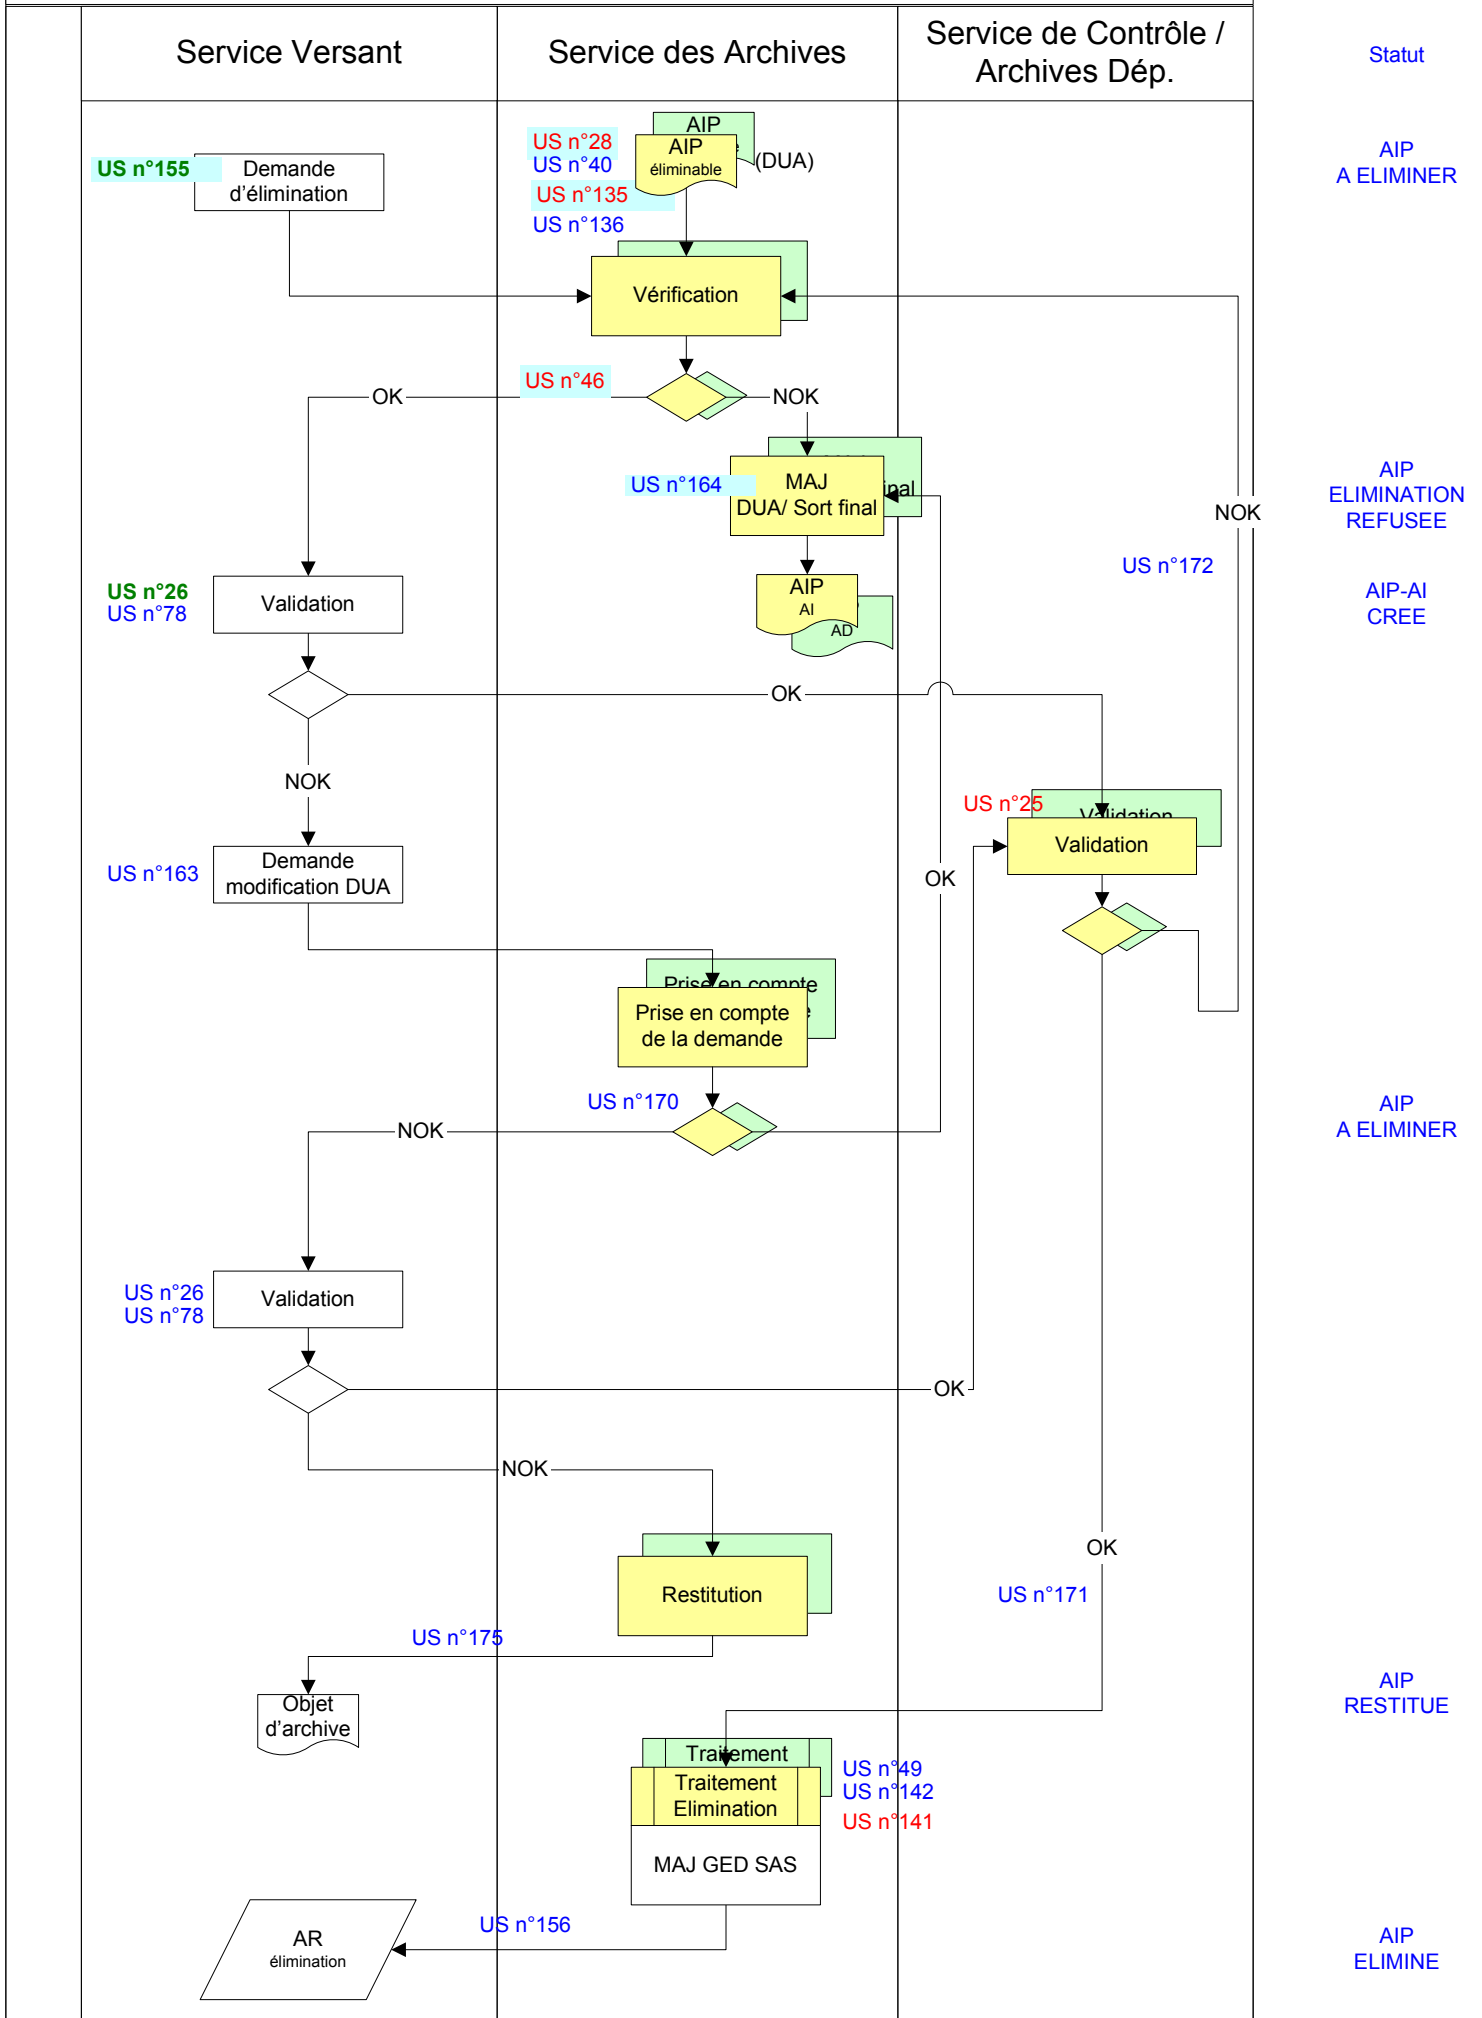 Service Versant
Service des Archives
Service de Contrôle /
Archives Dép.
Statut
US n°155
Demande
d'élimination
US n°28
US n°40
US n°135
US n°136
AIP
AIP
éliminable
(DUA)
AIP
A ELIMINER
Vérification
US n°46
OK
NOK
US n°164
MAJ
DUA/ Sort final
AIP
ELIMINATION
REFUSEE
NOK
US n°172
US n°26
US n°78
Validation
AIP
AI
AD
AIP-AI
CREE
OK
NOK
US n°25
Validation
Validation
US n°163
Demande
modification DUA
OK
Prise en compte
Prise en compte
de la demande
US n°170
NOK
AIP
A ELIMINER
US n°26
US n°78
Validation
OK
NOK
OK
Restitution
US n°171
US n°175
Objet
d'archive
AIP
RESTITUE
Traitement
Traitement
Elimination
US n°49
US n°142
US n°141
MAJ GED SAS
US n°156
AR
élimination
AIP
ELIMINE